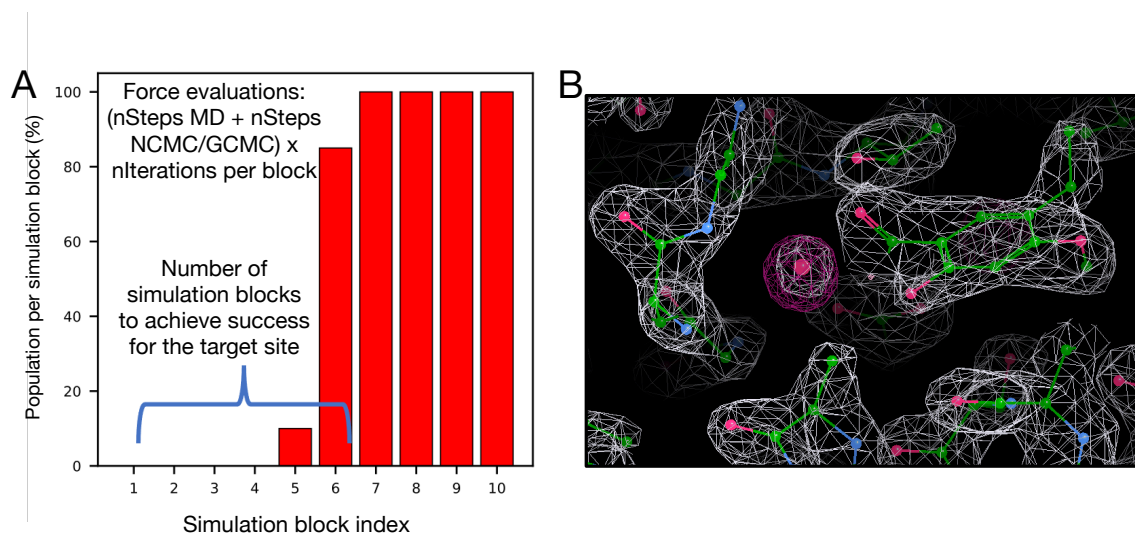 A
Force evaluations:
(nSteps MD + nSteps
NCMC/GCMC) x
nIterations per block
Number of
simulation blocks
to achieve success
for the target site
Population per simulation block (%)
100
80
60
40
20
0
1 2 3 4 5 6 7 8 9 10
Simulation block index
B